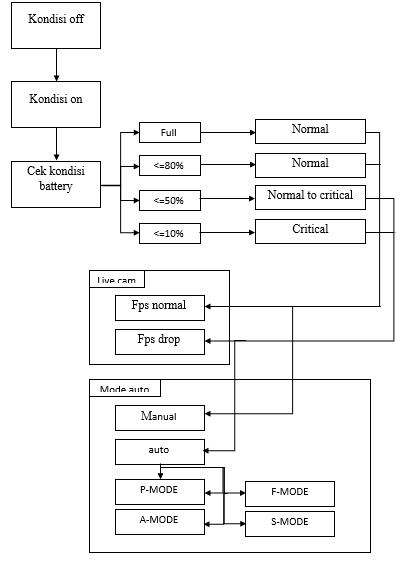 Kondisi off
Kondisi on
Cek kondisi
battery
Full
Normal
<=80%
Normal
<=50%
Normal to critical
<=10%
Critical
Live cam
Fps normal
Fps drop
Mode auto
Manual
auto
P-MODE
F-MODE
A-MODE
S-MODE